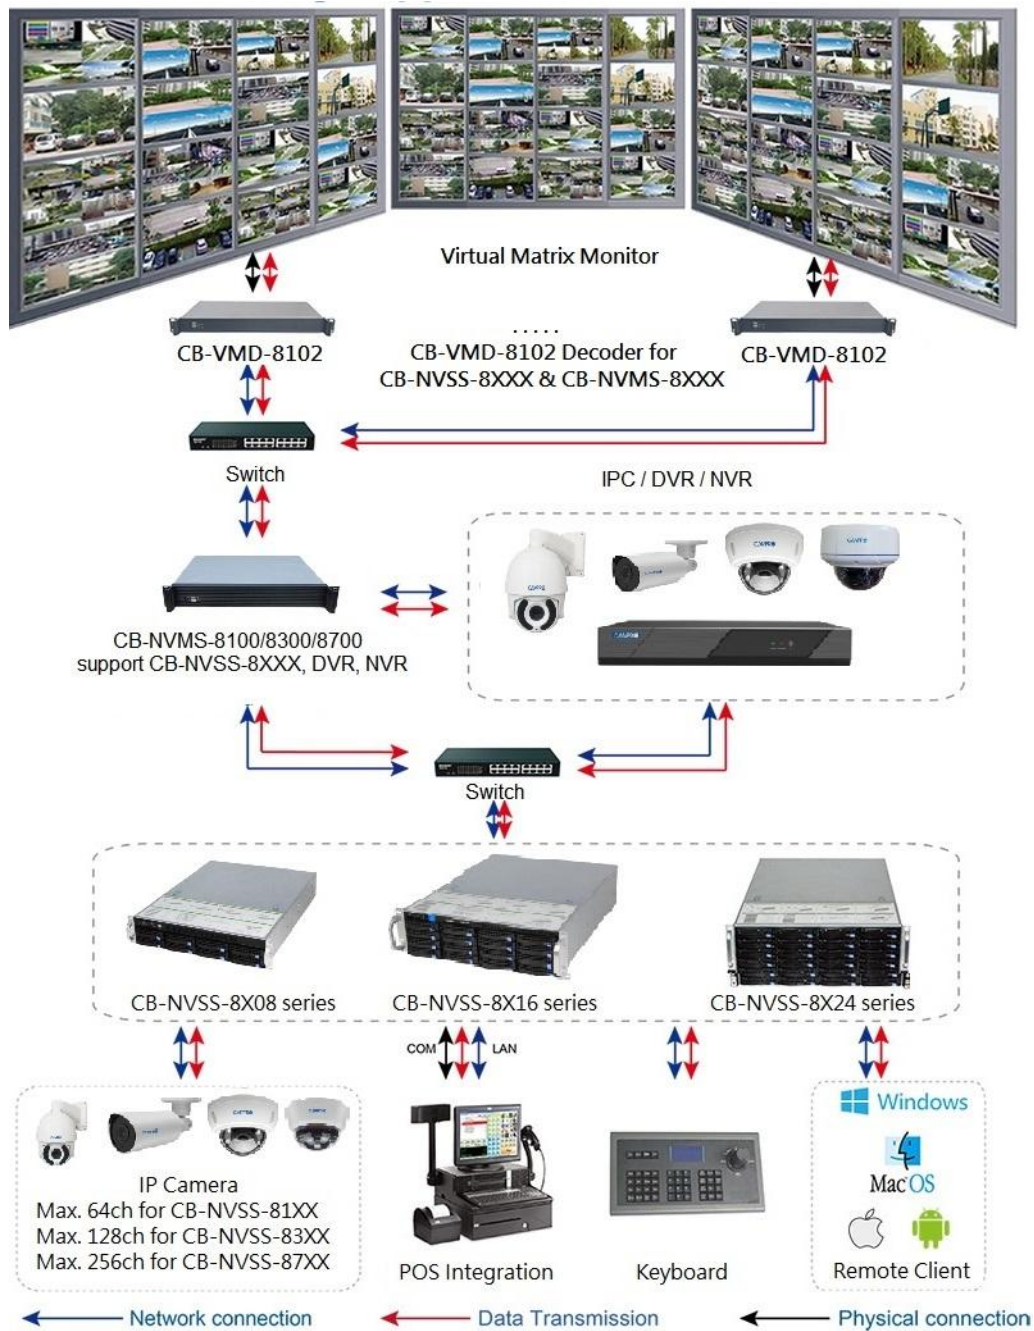 Virtual Matrix Monitor
.....
CB-VMD-8102
CB-VMD-8102 Decoder for
CB-NVSS-8XXX & CB-NVMS-8XXX
CB-VMD-8102
Switch
IPC / DVR / NVR
CB-NVMS-8100/8300/8700
support CB-NVSS-8XXX, DVR, NVR
Switch
CB-NVSS-8X08 series
CB-NVSS-8X16 series
CB-NVSS-8X24 series
COM
LAN
Windows
Mac OS
IP Camera
Max. 64ch for CB-NVSS-81XX
Max. 128ch for CB-NVSS-83XX
Max. 256ch for CB-NVSS-87XX
POS Integration
Keyboard
Remote Client
Network connection
Data Transmission
Physical connection